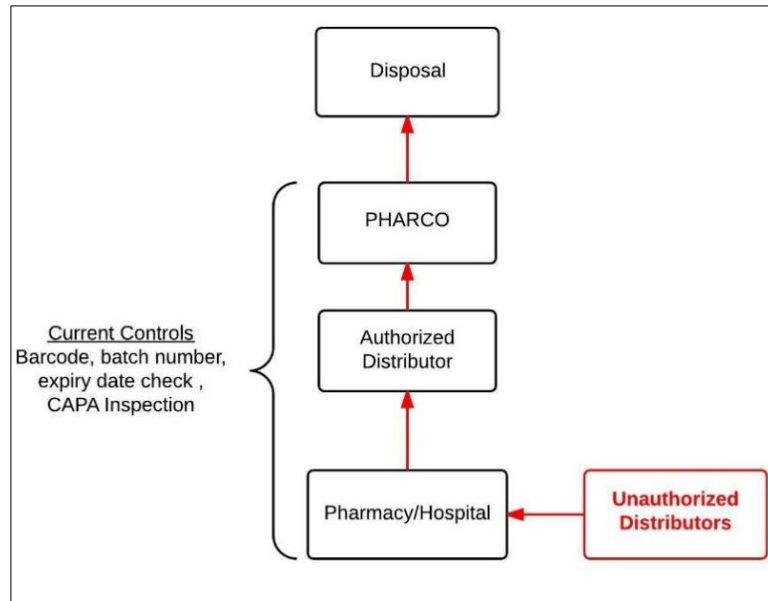 Disposal
PHARCO
Current Controls
Barcode, batch number,
expiry date check ,
CAPA Inspection
Authorized
Distributor
Pharmacy/Hospital
Unauthorized
Distributors